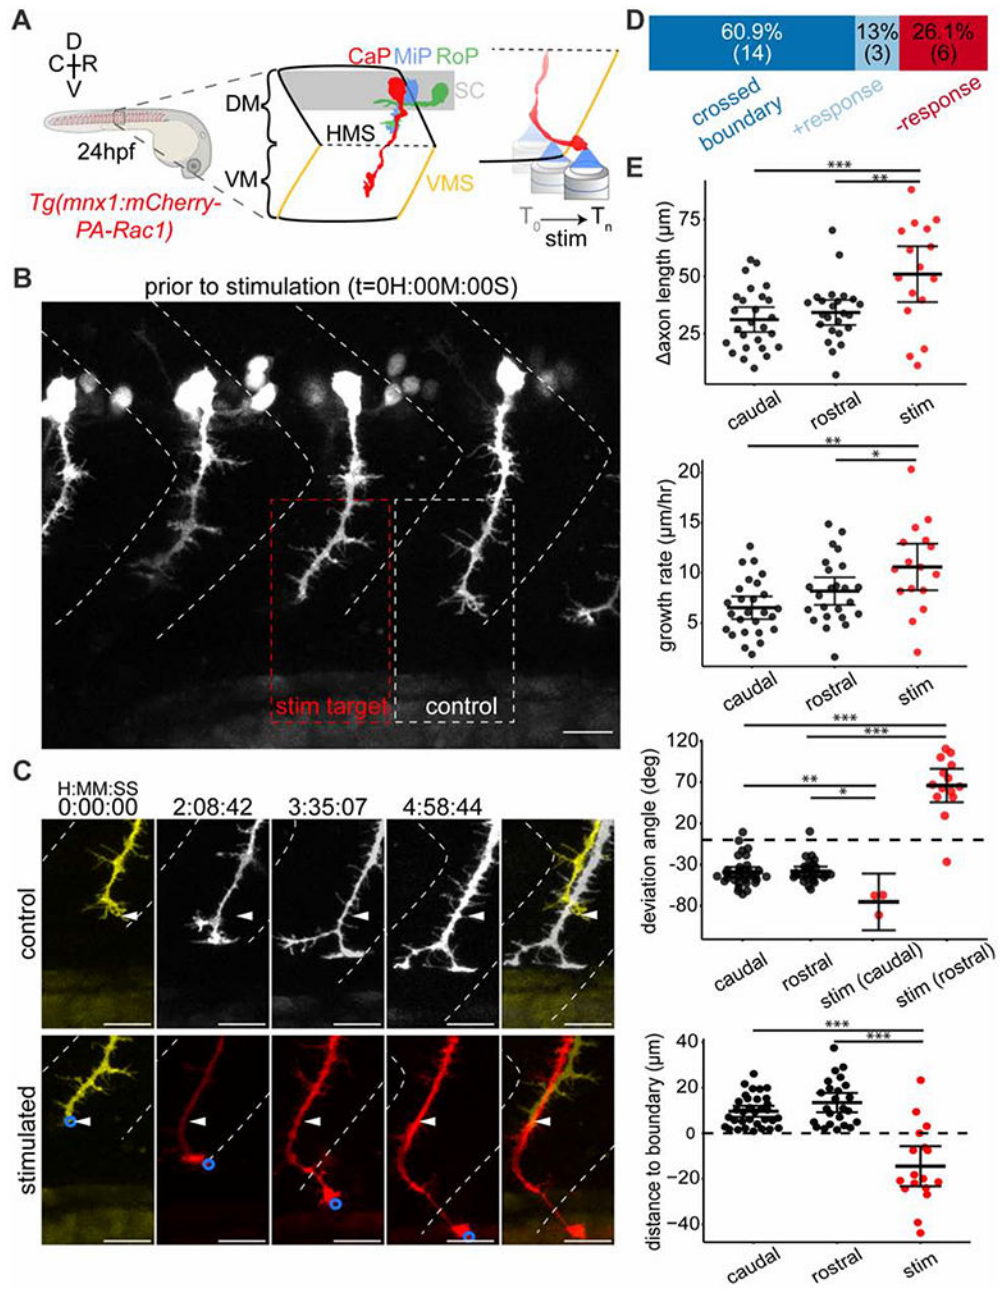 A
D
C
R
V
24hpf
Tg(mnx1:mCherry-
PA-Rac1)
DM
VM
HMS
CaP MiP RoP
SC
VMS
T0
Tn
stim
B
prior to stimulation (t=0H:00M:00S)
stim target
control
C
H:MM:SS
0:00:00 2:08:42 3:35:07 4:58:44
control
stimulated
D
60.9% 13% 26.1%
(14) (3) (6)
crossed
boundary
+response
-response
E
***
**
Δaxon length (µm)
75
50
25
caudal rostral stim
**
*
growth rate (µm/hr)
20
15
10
5
caudal rostral stim
***
***
**
*
deviation angle (deg)
120
70
20
-30
-80
caudal rostral stim (caudal) stim (rostral)
***
***
distance to boundary (µm)
40
20
0
−20
−40
caudal rostral stim